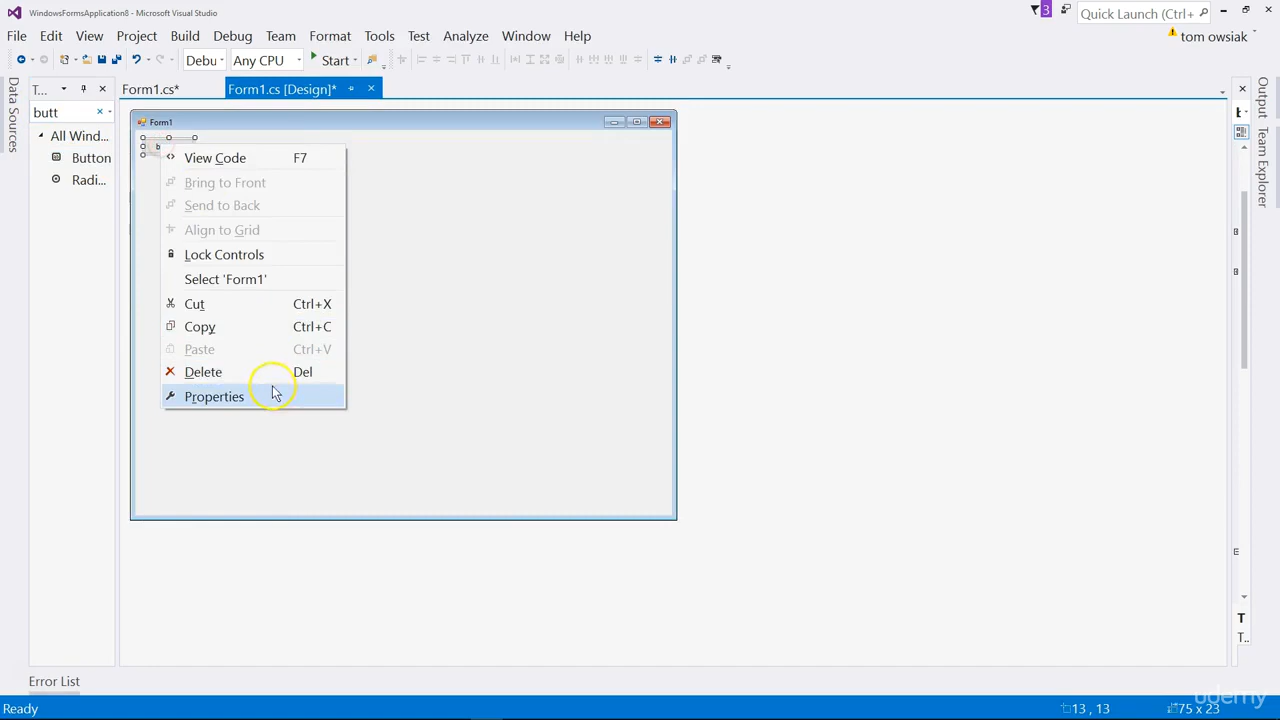 WindowsFormsApplication8 - Microsoft Visual Studio
3
Quick Launch (Ctrl+
File Edit View Project Build Debug Team Format Tools Test Analyze Window Help
tom owsiak
Debu Any CPU Start
Data Sources
T...
Form1.cs*
Form1.cs [Design]*
butt
All Wind...
Button
Radi...
Form1
b
View Code F7
Bring to Front
Send to Back
Align to Grid
Lock Controls
Select 'Form1'
Cut Ctrl+X
Copy Ctrl+C
Paste Ctrl+V
Delete Del
Properties
Output
Team Explorer
T
T..
Error List
Ready
13 , 13
75 x 23
udemy